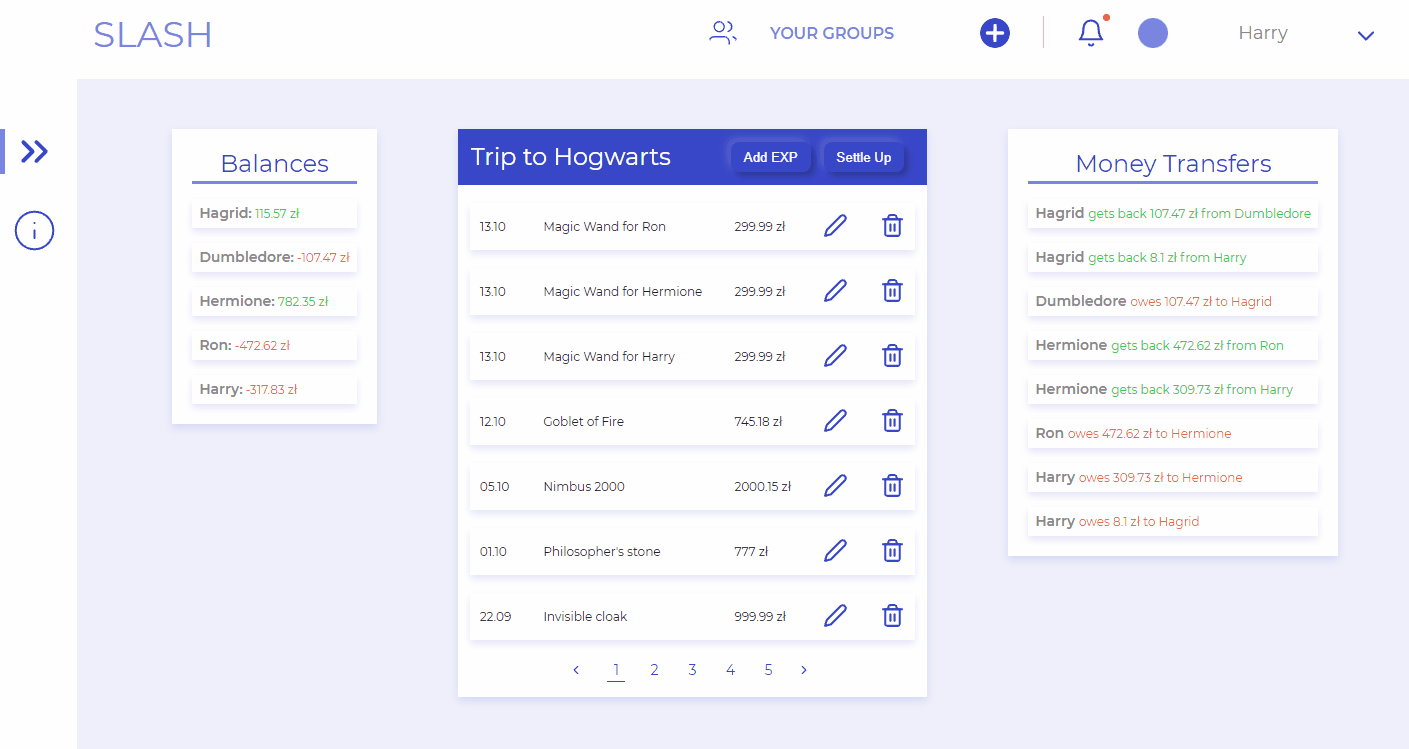 SLASH
YOUR GROUPS
Harry
Balances
Hagrid: 115.57 zł
Dumbledore: -107.47 zł
Hermione: 782.35 zł
Ron: -472.62 zł
Harry: -317.83 zł
Trip to Hogwarts Add EXP Settle Up
13.10 Magic Wand for Ron 299.99 zł
13.10 Magic Wand for Hermione 299.99 zł
13.10 Magic Wand for Harry 299.99 zł
12.10 Goblet of Fire 745.18 zł
05.10 Nimbus 2000 2000.15 zł
01.10 Philosopher's stone 777 zł
22.09 Invisible cloak 999.99 zł
‹ 1 2 3 4 5 ›
Money Transfers
Hagrid gets back 107.47 zł from Dumbledore
Hagrid gets back 8.1 zł from Harry
Dumbledore owes 107.47 zł to Hagrid
Hermione gets back 472.62 zł from Ron
Hermione gets back 309.73 zł from Harry
Ron owes 472.62 zł to Hermione
Harry owes 309.73 zł to Hermione
Harry owes 8.1 zł to Hagrid